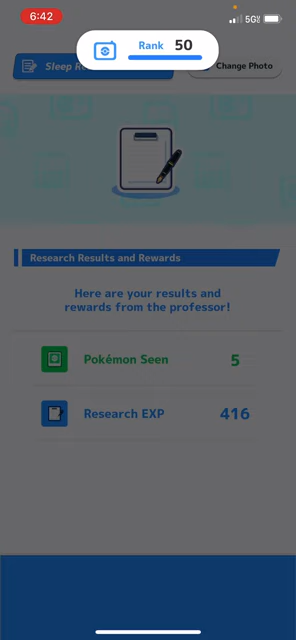 6:42
5G
Rank 50
Sleep R
Change Photo
Research Results and Rewards
Here are your results and
rewards from the professor!
Pokémon Seen 5
Research EXP 416